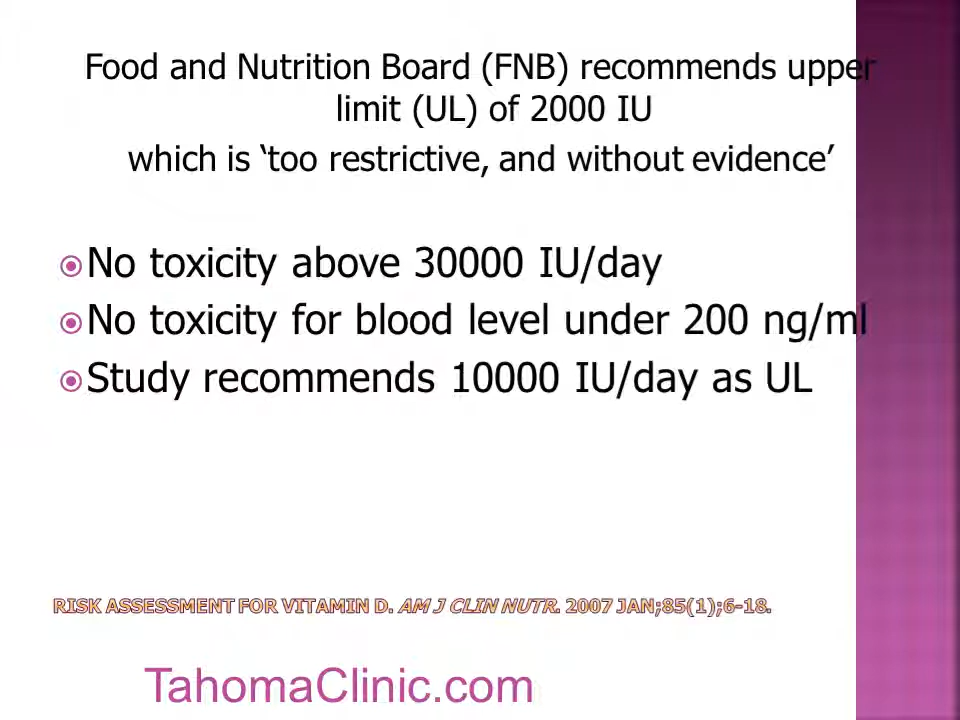 Food and Nutrition Board (FNB) recommends upper
limit (UL) of 2000 IU
which is ‘too restrictive, and without evidence’
No toxicity above 30000 IU/day
No toxicity for blood level under 200 ng/ml
Study recommends 10000 IU/day as UL
RISK ASSESSMENT FOR VITAMIN D. AM J CLIN NUTR. 2007 JAN;85(1);6-18.
TahomaClinic.com